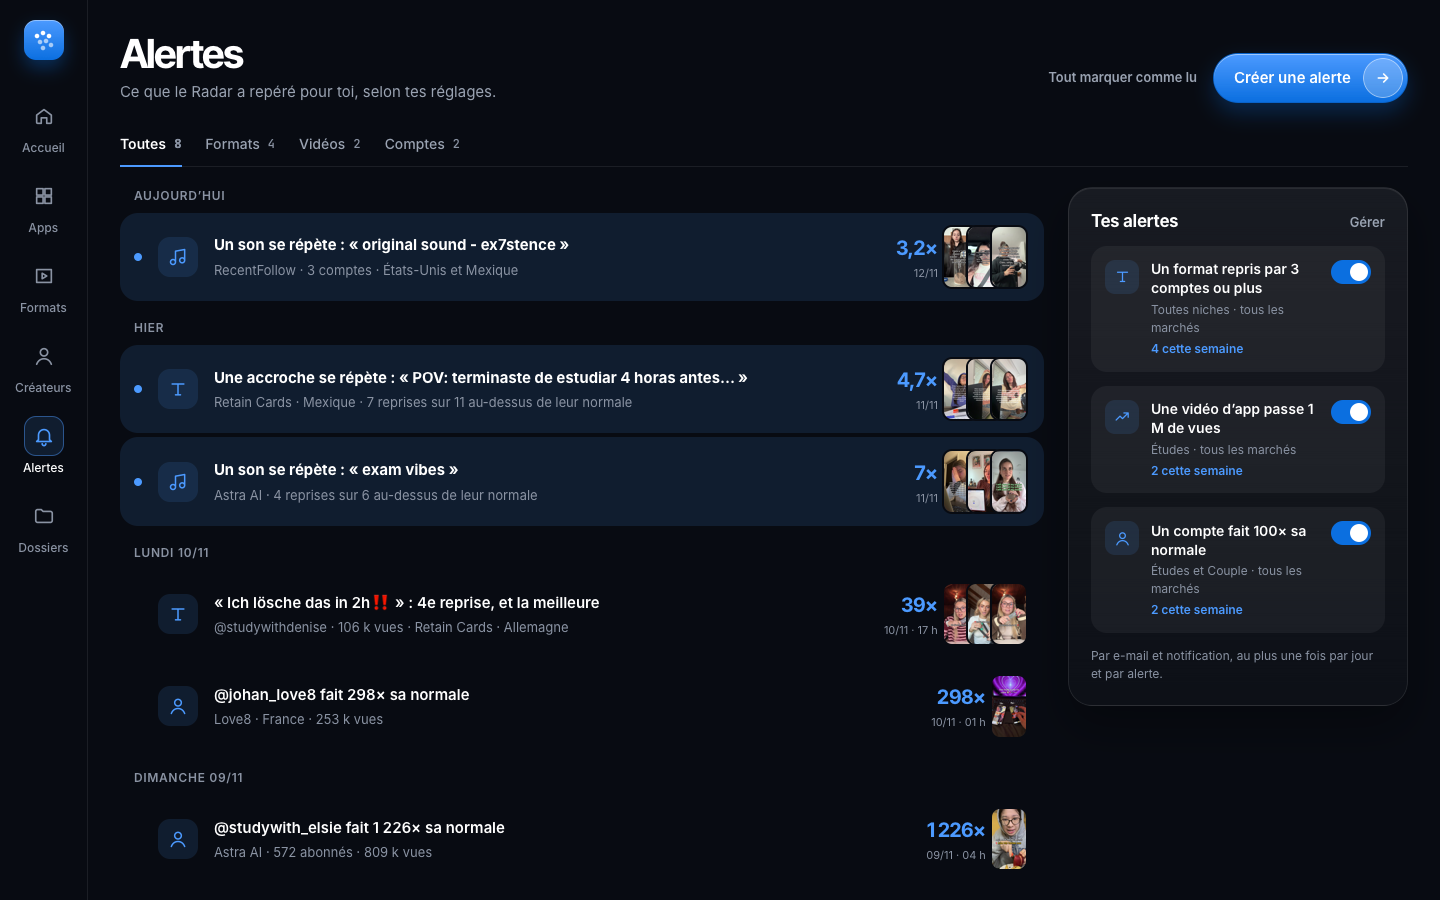 Accueil
Apps
Formats
Créateurs
Alertes
Dossiers
Alertes
Ce que le Radar a repéré pour toi, selon tes réglages.
Tout marquer comme lu
Créer une alerte
Toutes 8
Formats 4
Vidéos 2
Comptes 2
AUJOURD’HUI
Un son se répète : « original sound - ex7stence »
RecentFollow · 3 comptes · États-Unis et Mexique
3,2×
12/11
HIER
Une accroche se répète : « POV: terminaste de estudiar 4 horas antes… »
Retain Cards · Mexique · 7 reprises sur 11 au-dessus de leur normale
4,7×
11/11
Un son se répète : « exam vibes »
Astra AI · 4 reprises sur 6 au-dessus de leur normale
7×
11/11
LUNDI 10/11
« Ich lösche das in 2h‼️ » : 4e reprise, et la meilleure
@studywithdenise · 106 k vues · Retain Cards · Allemagne
39×
10/11 · 17 h
@johan_love8 fait 298× sa normale
Love8 · France · 253 k vues
298×
10/11 · 01 h
DIMANCHE 09/11
@studywith_elsie fait 1 226× sa normale
Astra AI · 572 abonnés · 809 k vues
1 226×
09/11 · 04 h
Tes alertes
Gérer
Un format repris par 3
comptes ou plus
Toutes niches · tous les
marchés
4 cette semaine
Une vidéo d’app passe 1
M de vues
Études · tous les marchés
2 cette semaine
Un compte fait 100× sa
normale
Études et Couple · tous les
marchés
2 cette semaine
Par e-mail et notification, au plus une fois par jour
et par alerte.